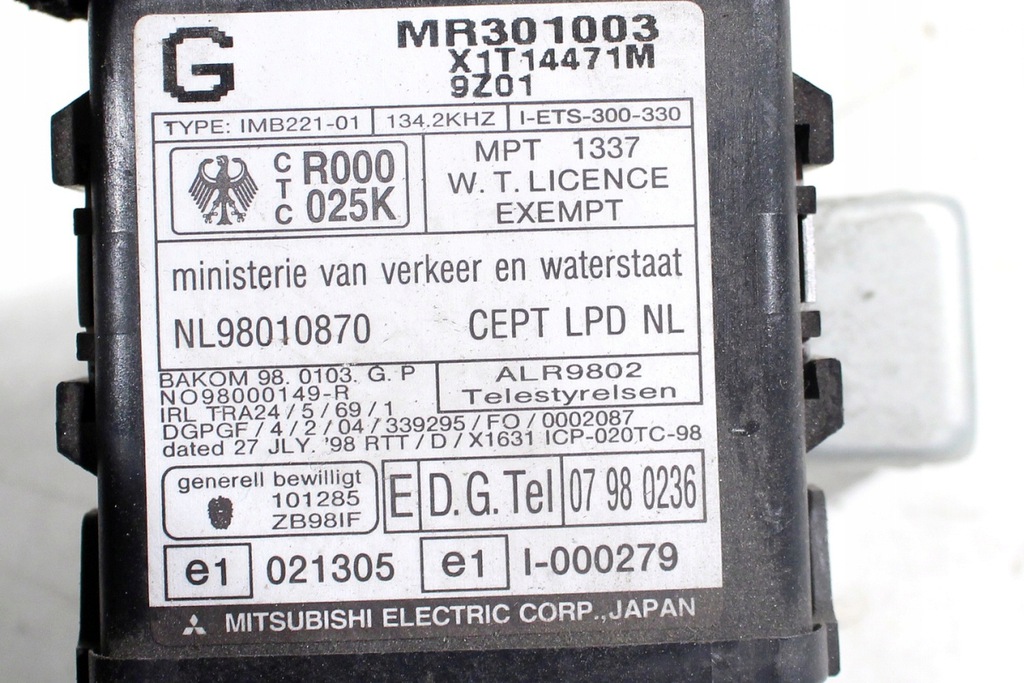 G
MR301003
X1T14471M
9Z01
TYPE: IMB221-01 134.2KHZ I-ETS-300-330
CTC R000 025K
MPT 1337
W. T. LICENCE
EXEMPT
ministerie van verkeer en waterstaat
NL98010870 CEPT LPD NL
BAKOM 98. 0103. G. P
NO98000149-R
ALR9802
Telestyrelsen
IRL TRA24 / 5 / 69 / 1
DGPGF / 4 / 2 / 04 / 339295 / FO / 0002087
dated 27 JLY. '98 RTT / D / X1631 ICP-020TC-98
generell bewilligt
101285
ZB98IF
E D.G.Tel 07 98 0236
e1 021305 e1 I-000279
MITSUBISHI ELECTRIC CORP.,JAPAN